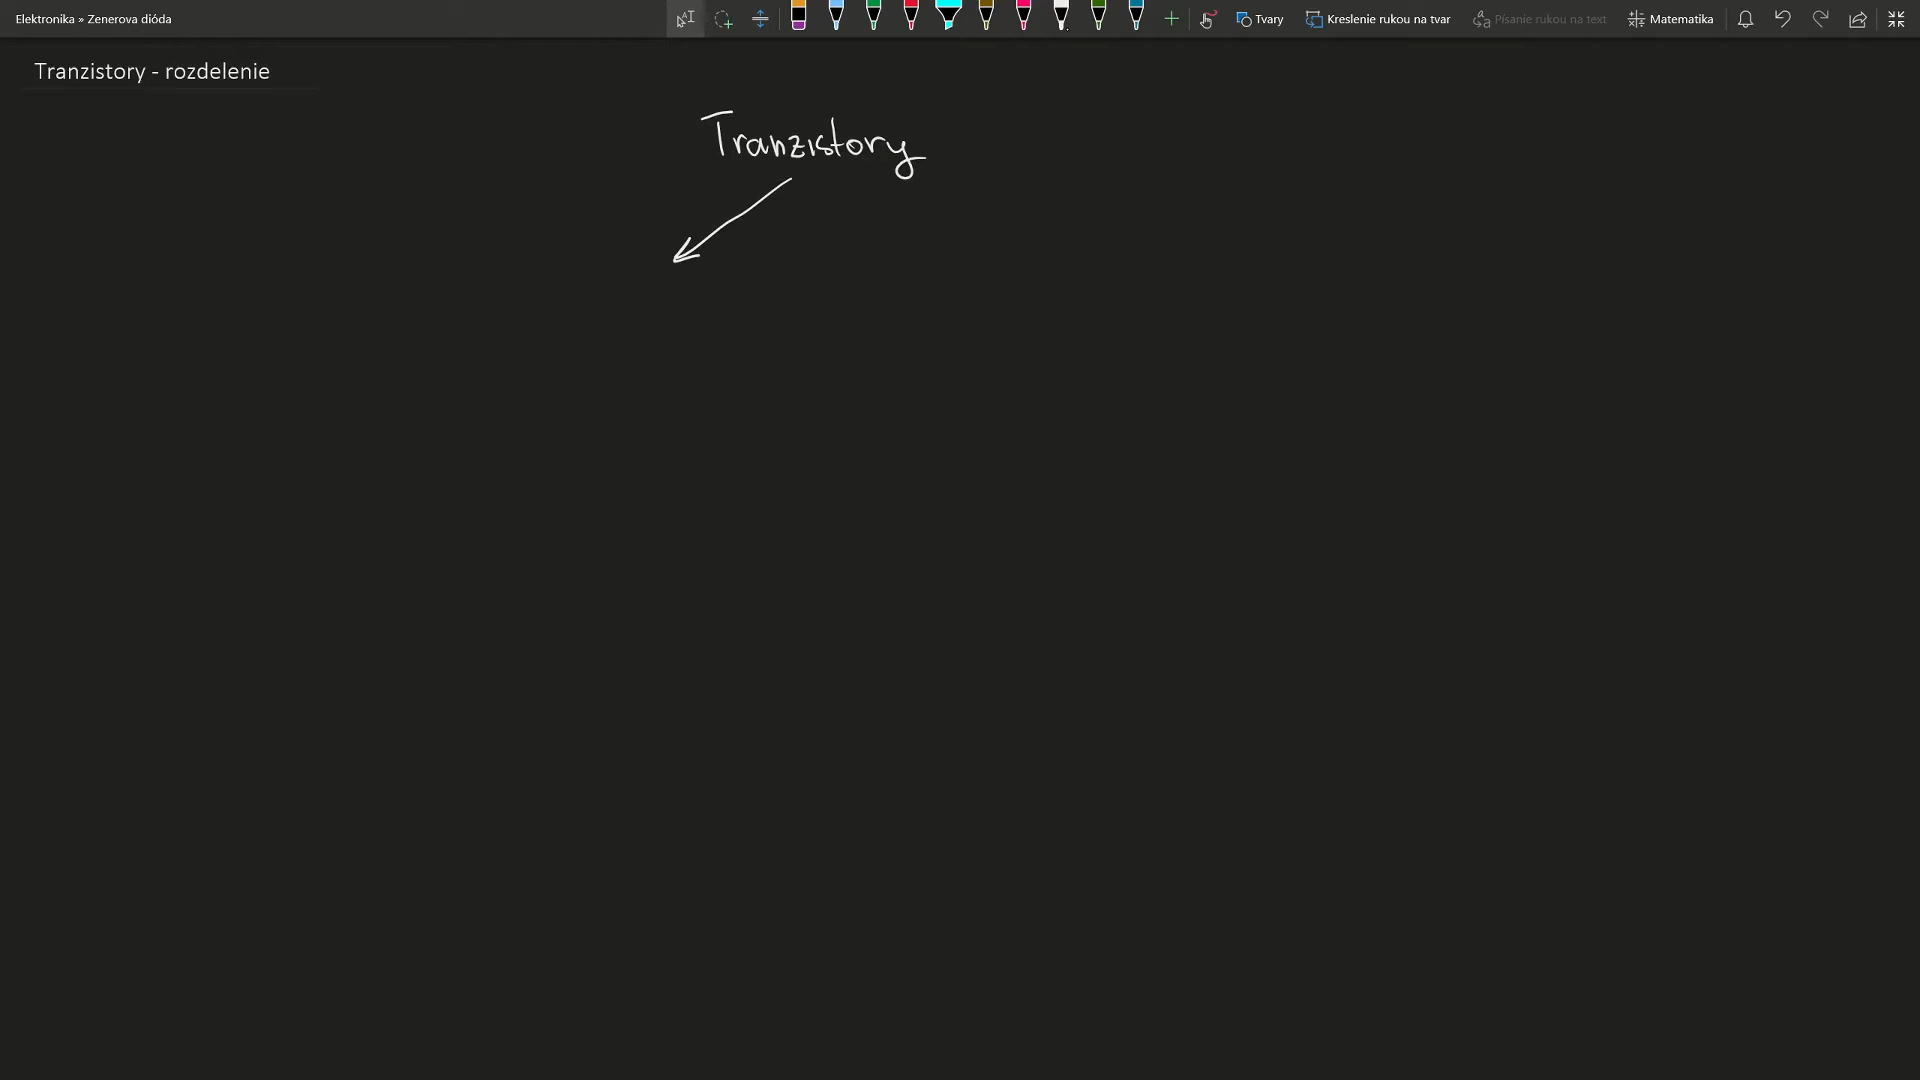 Elektronika » Zenerova dióda
Tvary
Kreslenie rukou na tvar
Písanie rukou na text
Matematika
Tranzistory - rozdelenie
Tranzistory